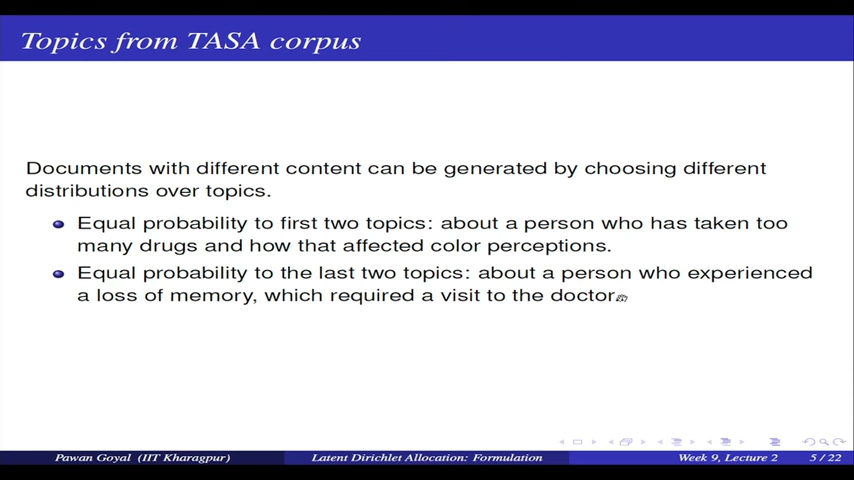 Topics from TASA corpus
Documents with different content can be generated by choosing different
distributions over topics.
Equal probability to first two topics: about a person who has taken too
many drugs and how that affected color perceptions.
Equal probability to the last two topics: about a person who experienced
a loss of memory, which required a visit to the doctor.
Pawan Goyal (IIT Kharagpur) Latent Dirichlet Allocation: Formulation Week 9, Lecture 2 5 / 22